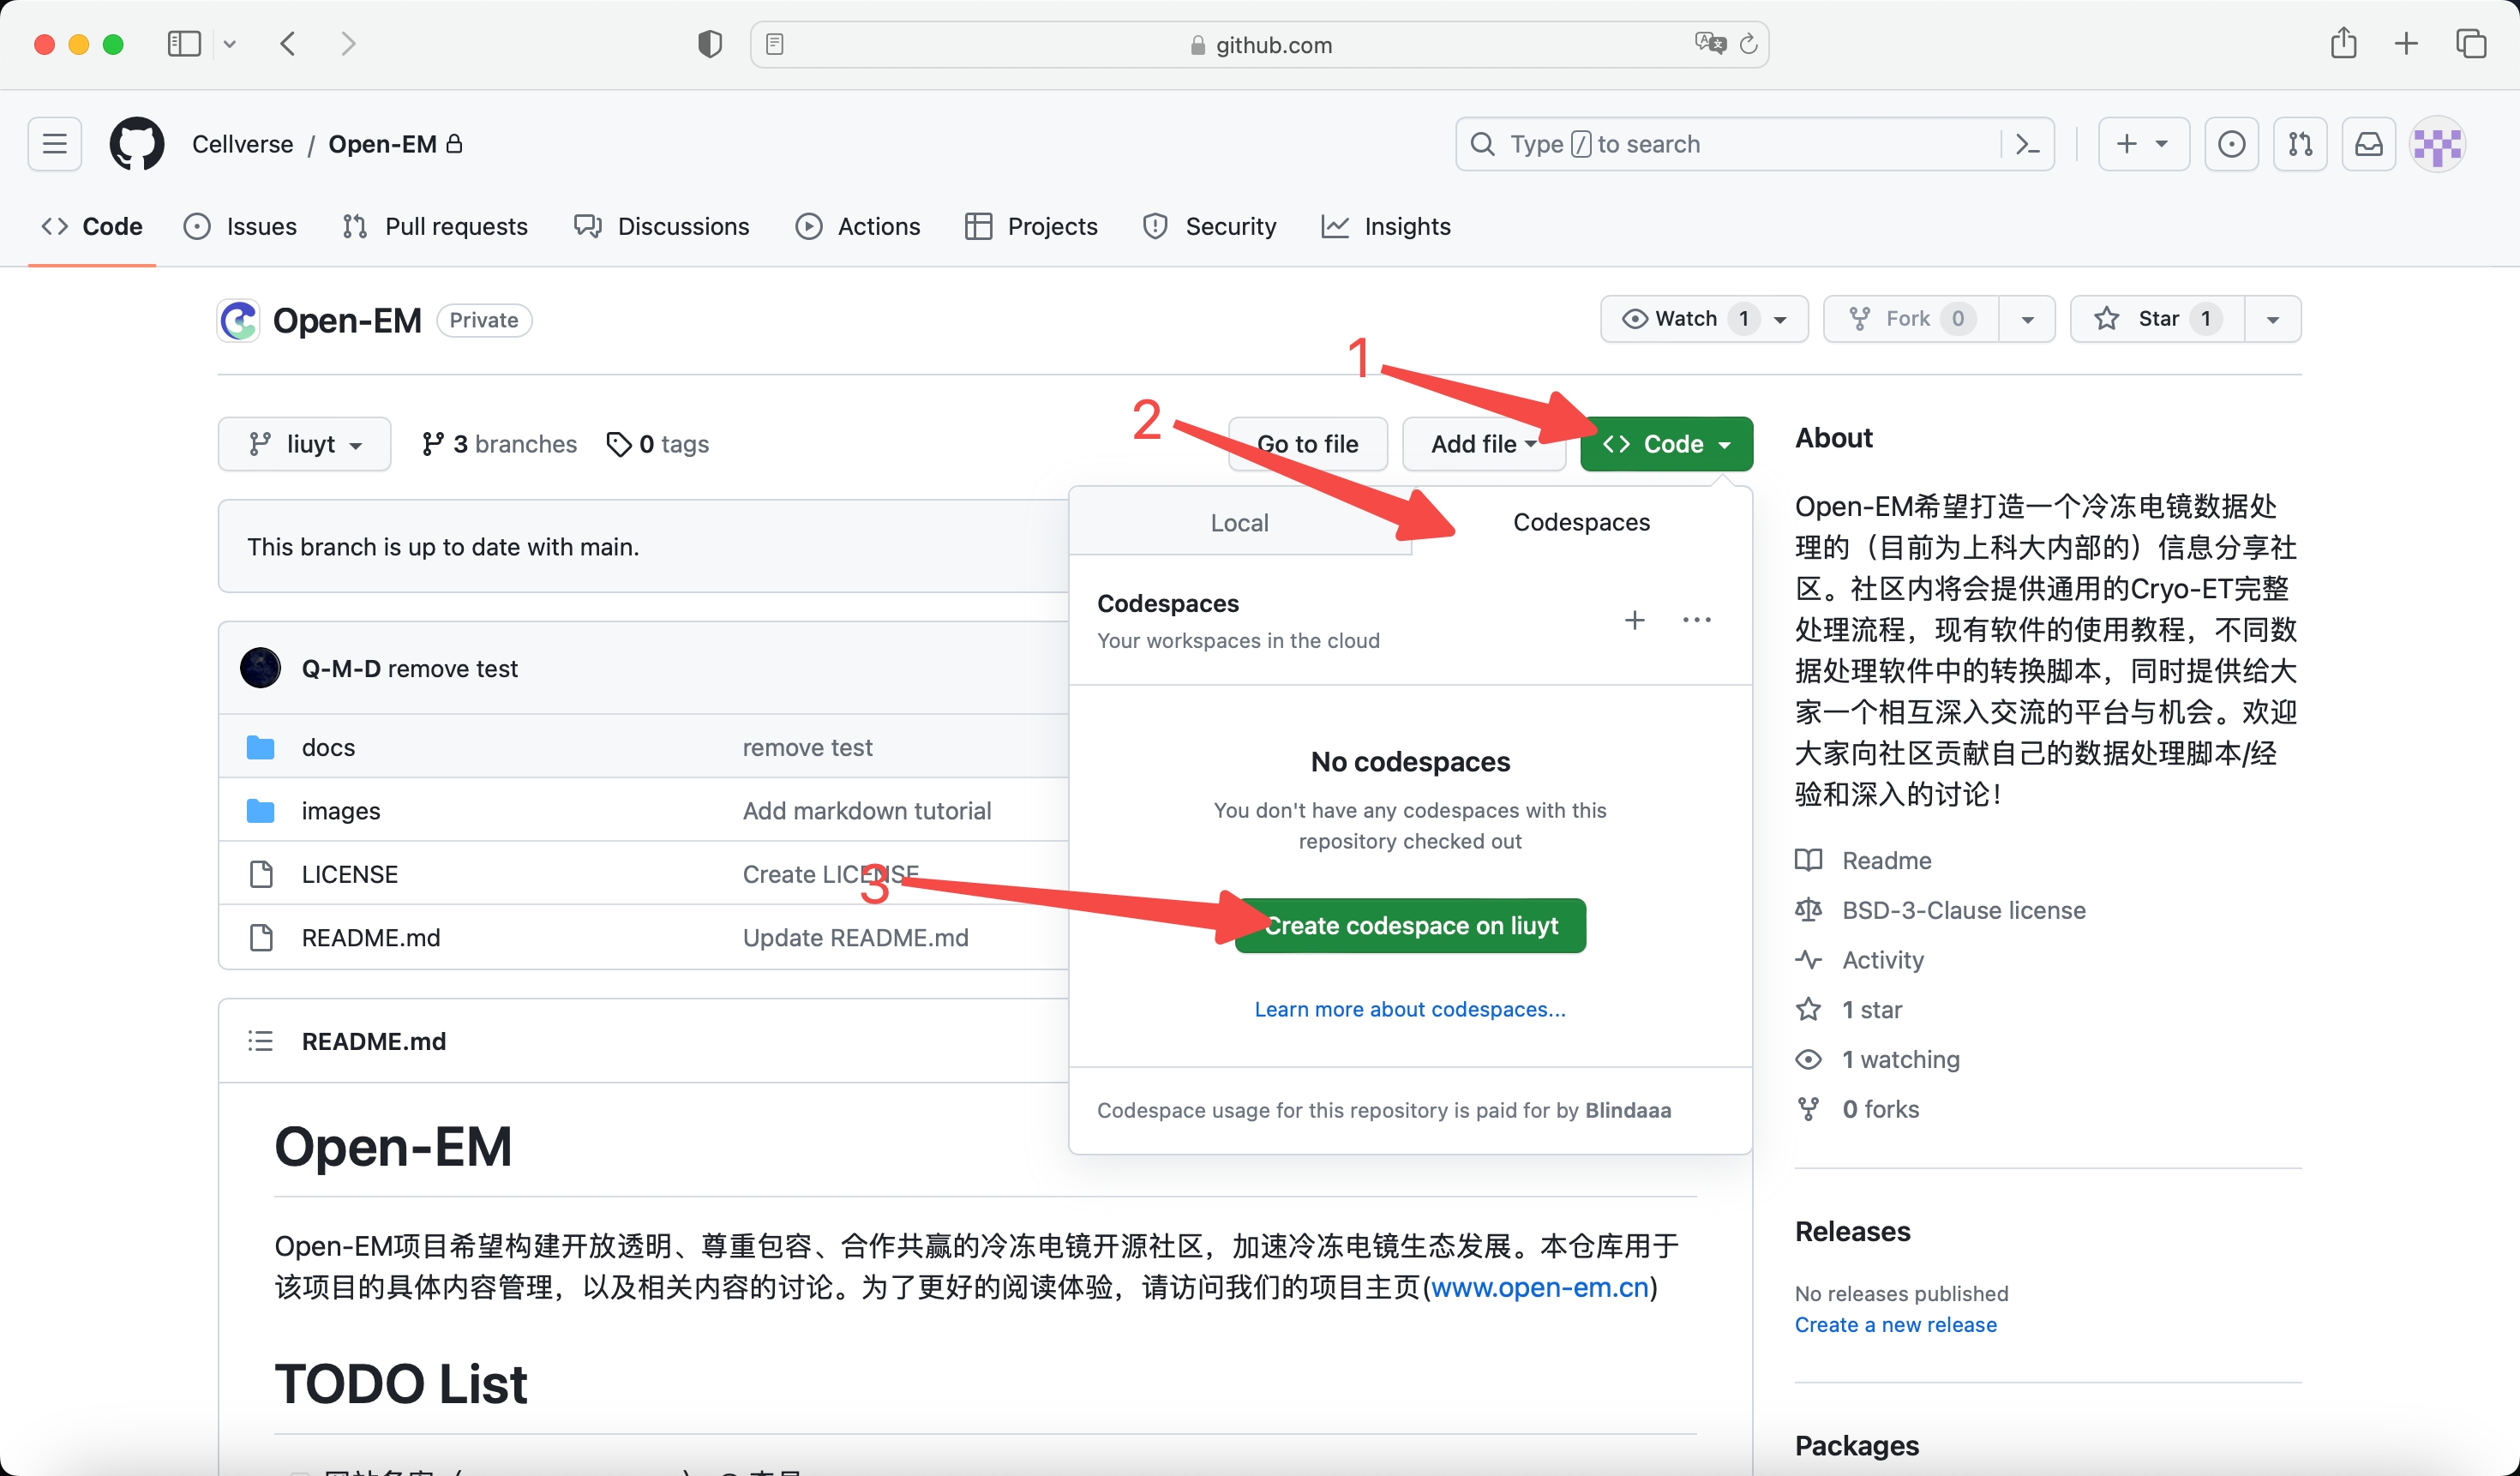 github.com
Cellverse / Open-EM
Type / to search
Code
Issues
Pull requests
Discussions
Actions
Projects
Security
Insights
Open-EM Private
Watch 1
Fork 0
Star 1
1
2
liuyt
3 branches
0 tags
Go to file
Add file
Code
This branch is up to date with main.
Local
Codespaces
Codespaces
Your workspaces in the cloud
No codespaces
You don't have any codespaces with this
repository checked out
3
Create codespace on liuyt
Learn more about codespaces...
Codespace usage for this repository is paid for by Blindaaa
Q-M-D remove test
docs remove test
images Add markdown tutorial
LICENSE Create LICENSE
README.md Update README.md
README.md
Open-EM
Open-EM项目希望构建开放透明、尊重包容、合作共赢的冷冻电镜开源社区，加速冷冻电镜生态发展。本仓库用于
该项目的具体内容管理，以及相关内容的讨论。为了更好的阅读体验，请访问我们的项目主页(www.open-em.cn)
TODO List
About
Open-EM希望打造一个冷冻电镜数据处
理的（目前为上科大内部的）信息分享社
区。社区内将会提供通用的Cryo-ET完整
处理流程，现有软件的使用教程，不同数
据处理软件中的转换脚本，同时提供给大
家一个相互深入交流的平台与机会。欢迎
大家向社区贡献自己的数据处理脚本/经
验和深入的讨论！
Readme
BSD-3-Clause license
Activity
1 star
1 watching
0 forks
Releases
No releases published
Create a new release
Packages